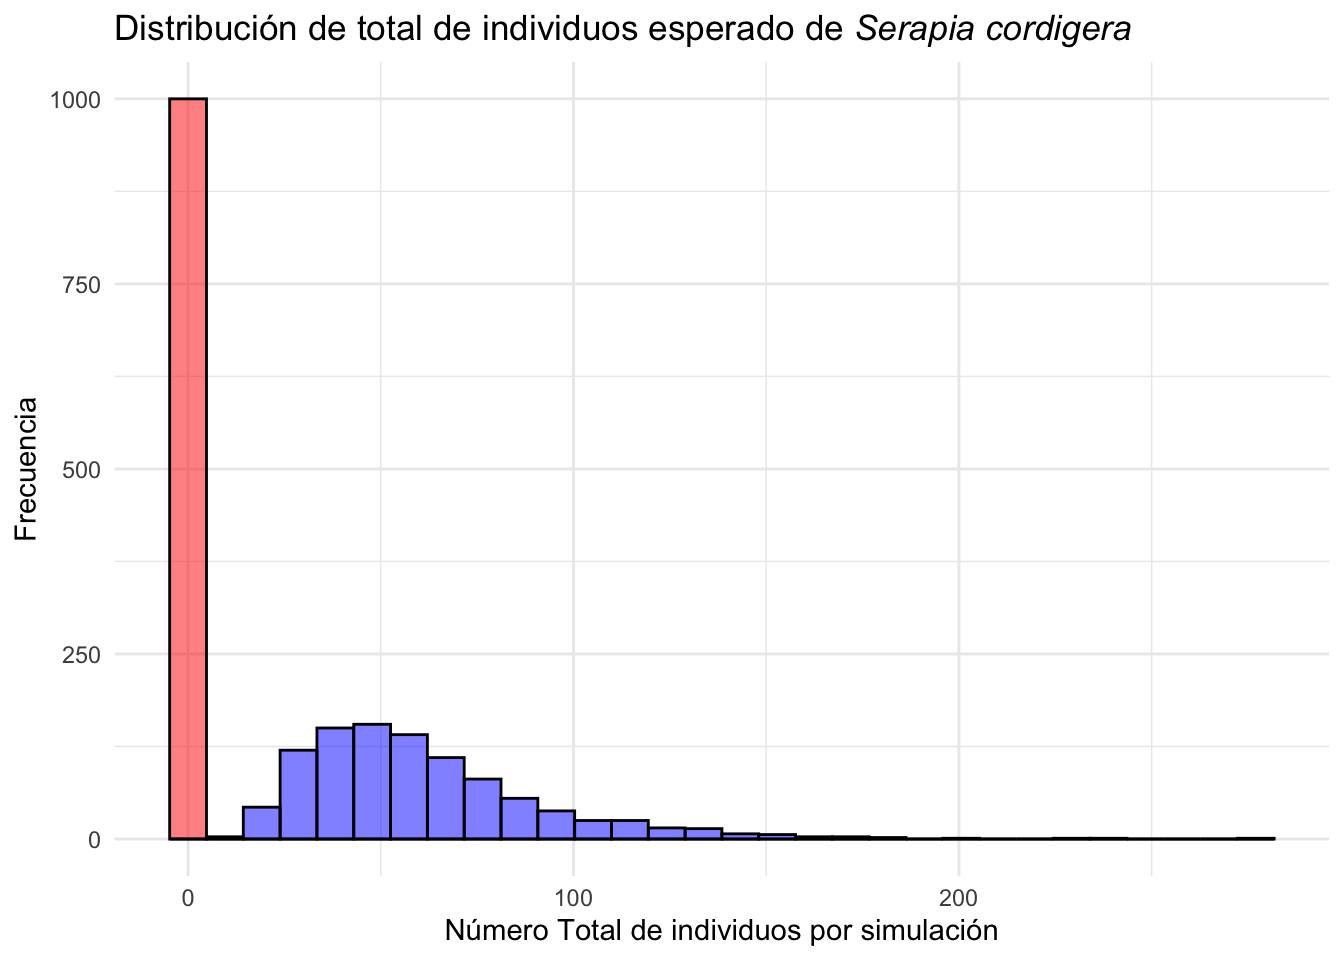 Distribución de total de individuos esperado de Serapia cordigera
1000
750
500
250
0
Frecuencia
0 100 200
Número Total de individuos por simulación